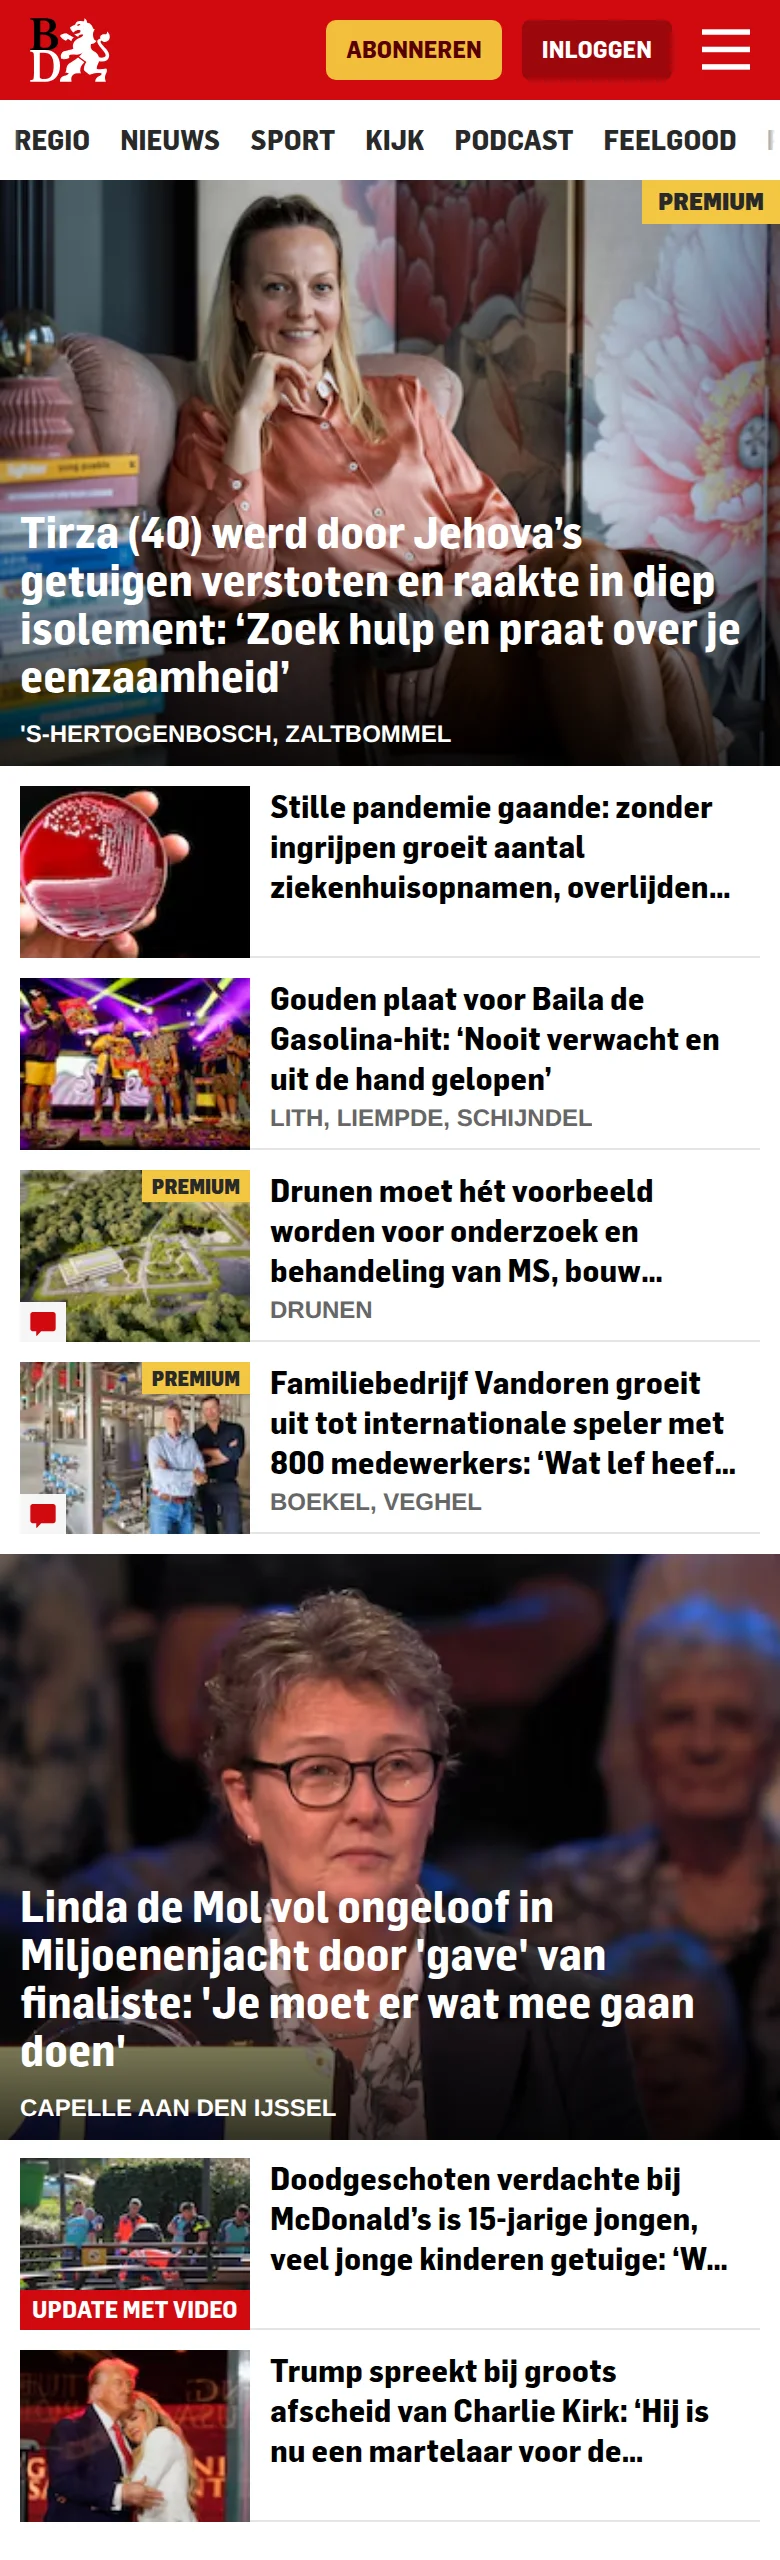 BD
ABONNEREN
INLOGGEN
REGIO NIEUWS SPORT KIJK PODCAST FEELGOOD
PREMIUM
Tirza (40) werd door Jehova’s
getuigen verstoten en raakte in diep
isolement: ‘Zoek hulp en praat over je
eenzaamheid’
'S-HERTOGENBOSCH, ZALTBOMMEL
Stille pandemie gaande: zonder
ingrijpen groeit aantal
ziekenhuisopnamen, overlijden...
Gouden plaat voor Baila de
Gasolina-hit: ‘Nooit verwacht en
uit de hand gelopen’
LITH, LIEMPDE, SCHIJNDEL
PREMIUM
Drunen moet hét voorbeeld
worden voor onderzoek en
behandeling van MS, bouw...
DRUNEN
PREMIUM
Familiebedrijf Vandoren groeit
uit tot internationale speler met
800 medewerkers: ‘Wat lef heef...
BOEKEL, VEGHEL
Linda de Mol vol ongeloof in
Miljoenenjacht door 'gave' van
finaliste: 'Je moet er wat mee gaan
doen'
CAPELLE AAN DEN IJSSEL
Doodgeschoten verdachte bij
McDonald’s is 15-jarige jongen,
veel jonge kinderen getuige: ‘W...
UPDATE MET VIDEO
Trump spreekt bij groots
afscheid van Charlie Kirk: ‘Hij is
nu een martelaar voor de...